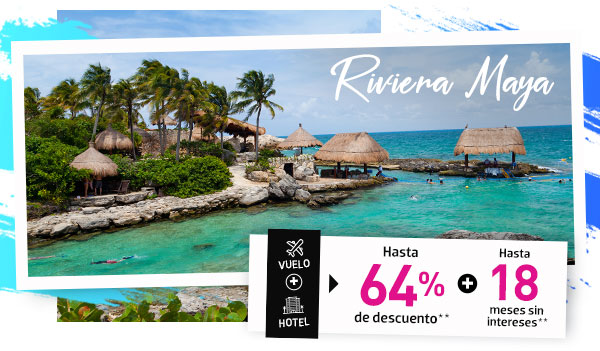 Riviera Maya
VUELO
+
HOTEL
Hasta
64%
de descuento**
+
Hasta
18
meses sin
intereses**